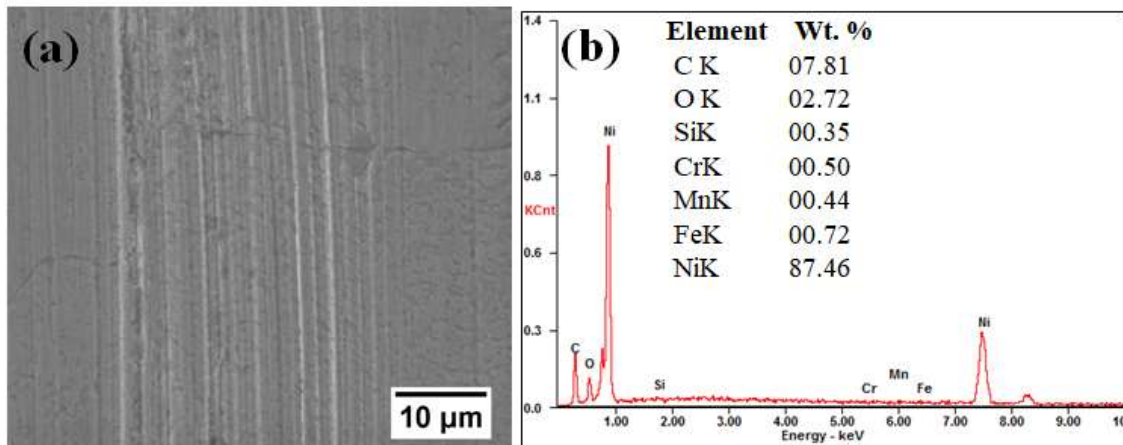 (a)
10 µm
(b)
Element Wt. %
C K 07.81
O K 02.72
SiK 00.35
CrK 00.50
MnK 00.44
FeK 00.72
NiK 87.46
1.4
1.1
0.8
KCnt
0.6
0.3
0.0
Ni
C
O
Si
Cr
Mn
Fe
Ni
1.00 2.00 3.00 4.00 5.00 6.00 7.00 8.00 9.00 10
Energy - keV